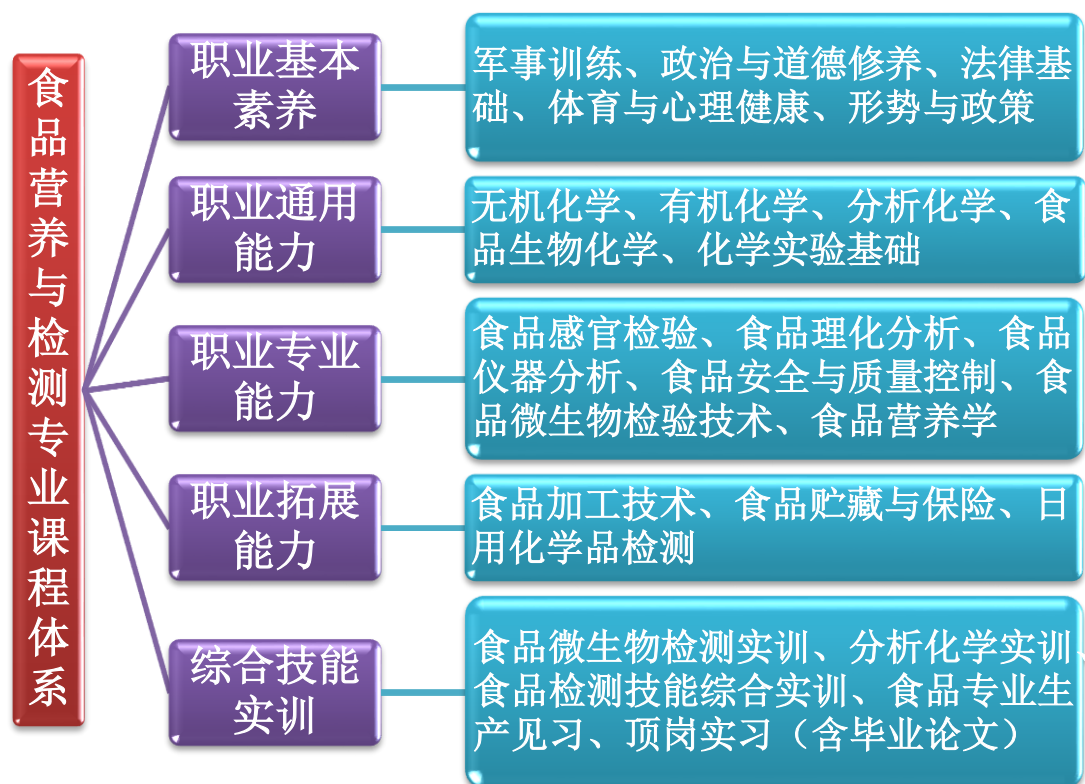 食品营养与检测专业课程体系
职业基本
素养
军事训练、政治与道德修养、法律基
础、体育与心理健康、形势与政策
职业通用
能力
无机化学、有机化学、分析化学、食
品生物化学、化学实验基础
职业专业
能力
食品感官检验、食品理化分析、食品
仪器分析、食品安全与质量控制、食
品微生物检验技术、食品营养学
职业拓展
能力
食品加工技术、食品贮藏与保险、日
用化学品检测
综合技能
实训
食品微生物检测实训、分析化学实训、
食品检测技能综合实训、食品专业生
产见习、顶岗实习（含毕业论文）